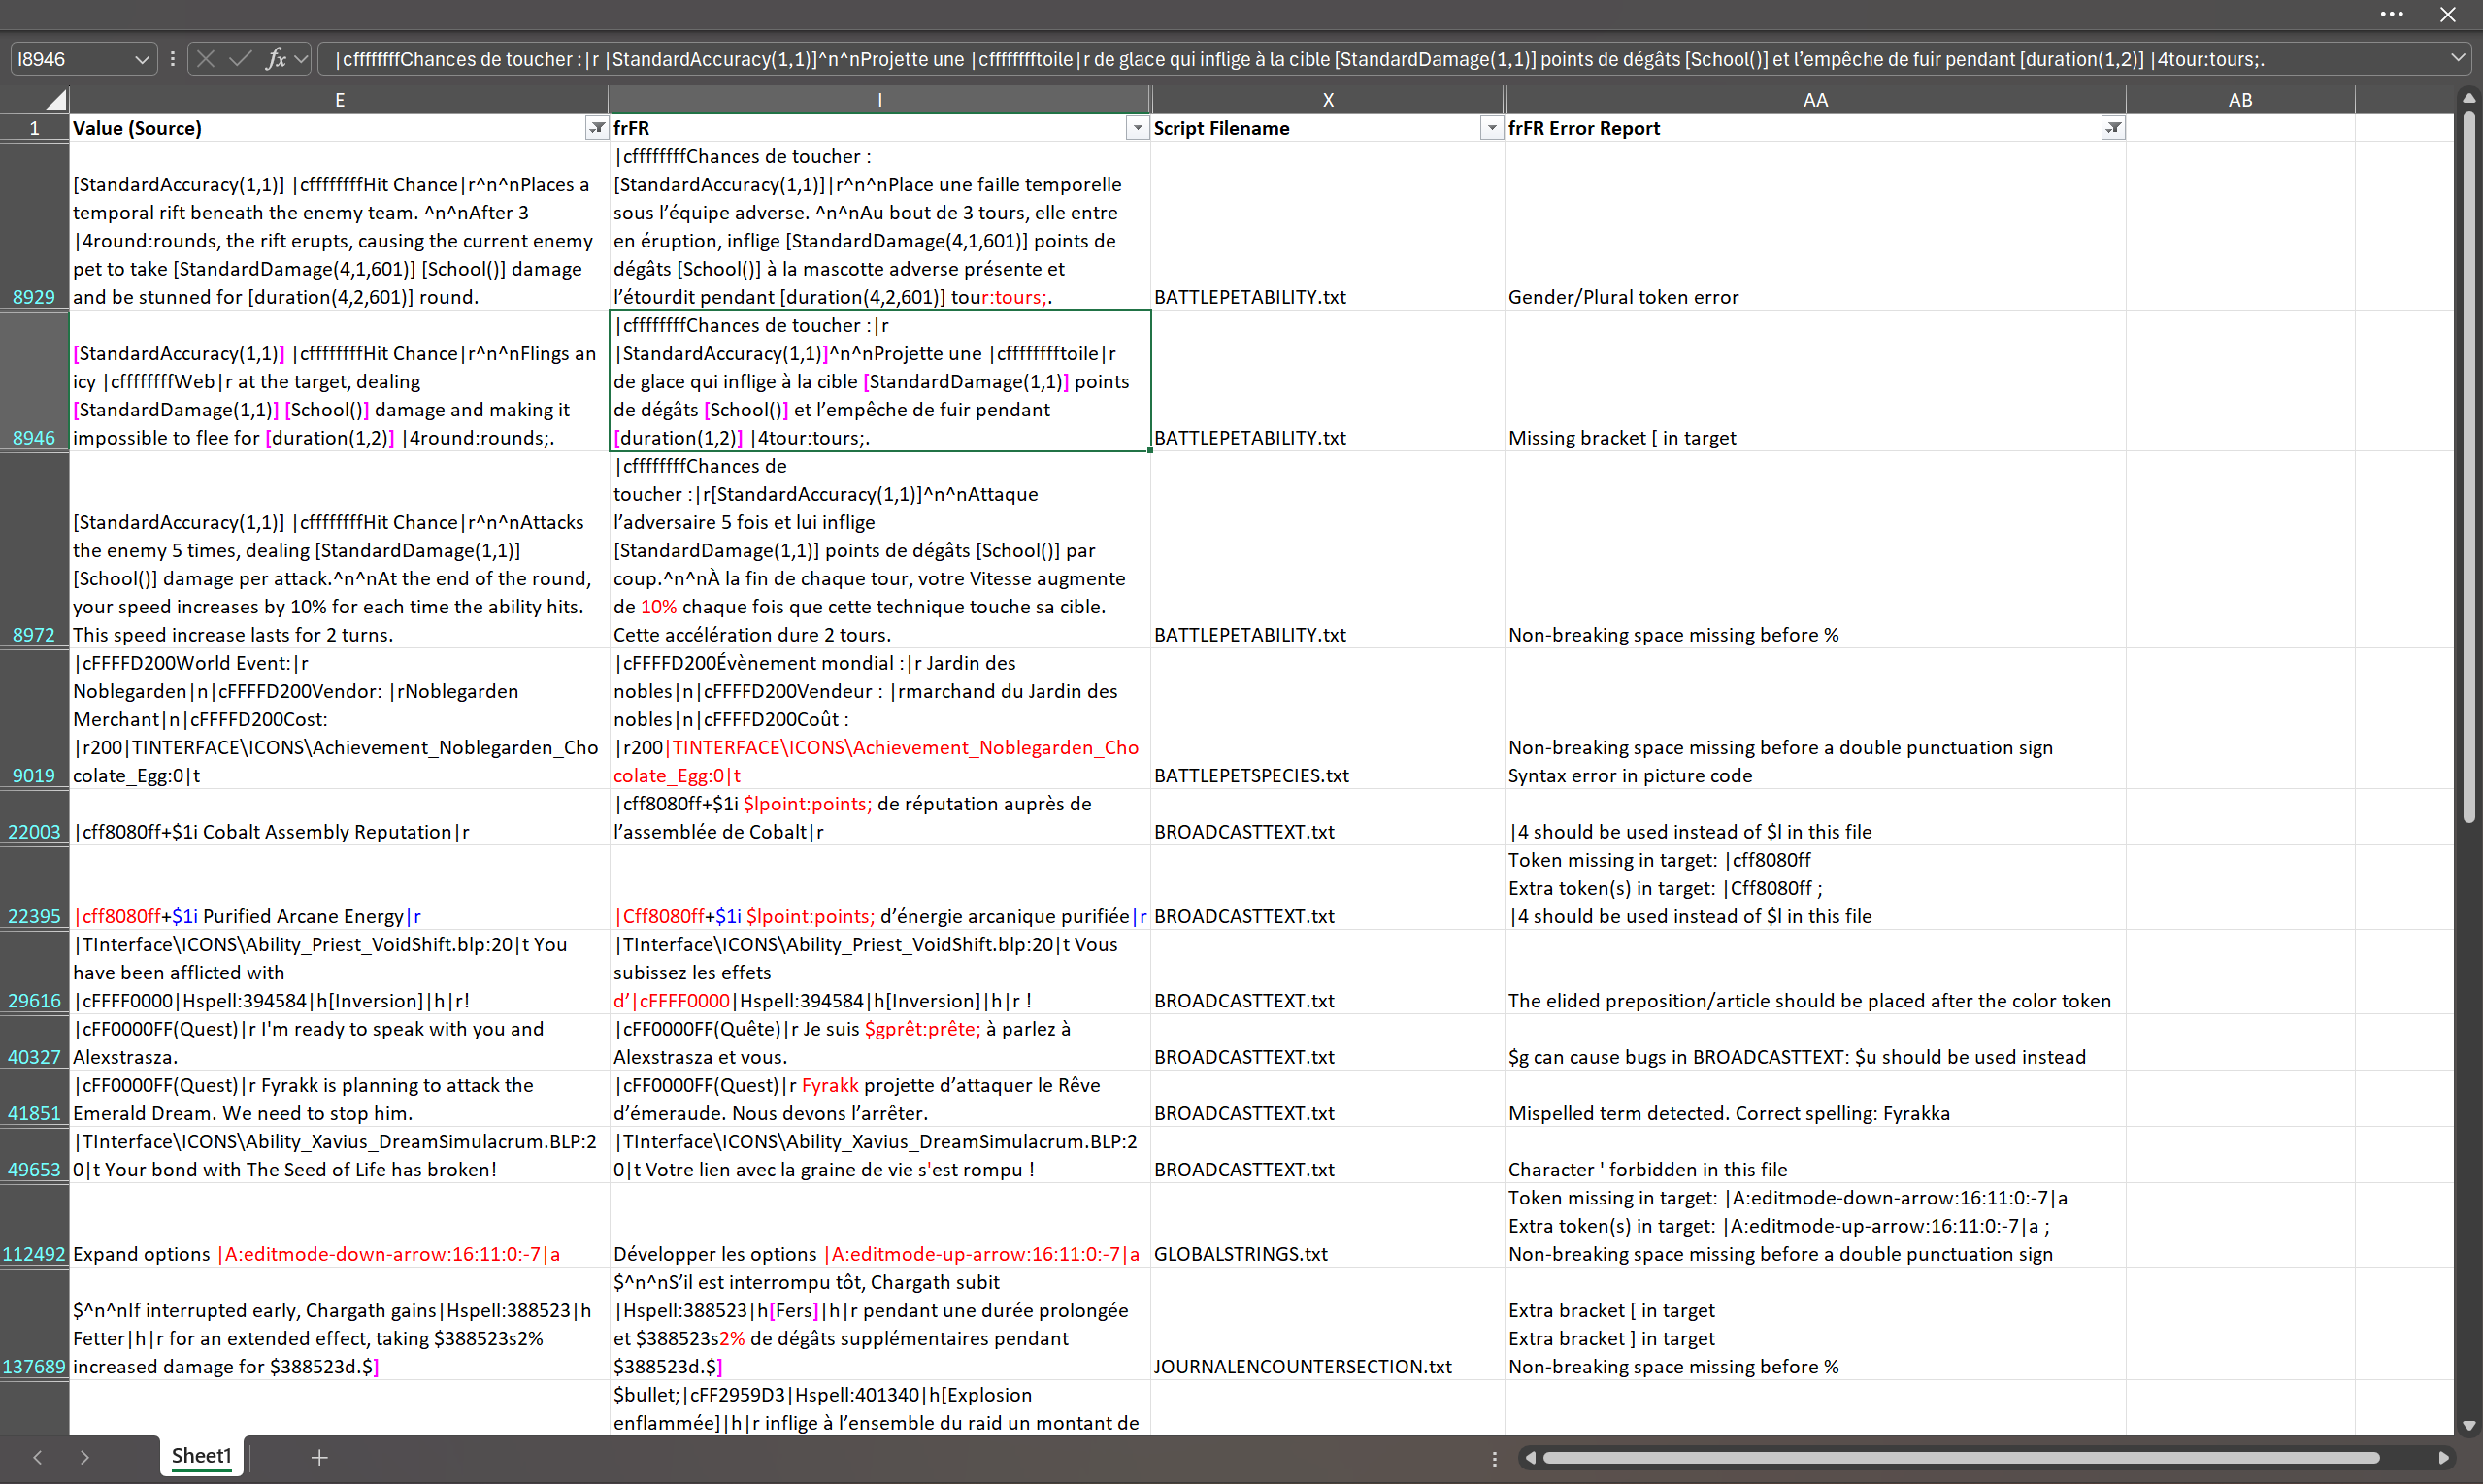 I8946
fx
|cffffffffChances de toucher :|r |StandardAccuracy(1,1)]^n^nProjette une |cfffffffftoile|r de glace qui inflige à la cible [StandardDamage(1,1)] points de dégâts [School()] et l’empêche de fuir pendant [duration(1,2)] |4tour:tours;.
E I X AA AB
1 Value (Source) frFR Script Filename frFR Error Report
8929
[StandardAccuracy(1,1)] |cffffffffHit Chance|r^n^nPlaces a
temporal rift beneath the enemy team. ^n^nAfter 3
|4round:rounds, the rift erupts, causing the current enemy
pet to take [StandardDamage(4,1,601)] [School()] damage
and be stunned for [duration(4,2,601)] round.
|cffffffffChances de toucher :
[StandardAccuracy(1,1)]|r^n^nPlace une faille temporelle
sous l’équipe adverse. ^n^nAu bout de 3 tours, elle entre
en éruption, inflige [StandardDamage(4,1,601)] points de
dégâts [School()] à la mascotte adverse présente et
l’étourdit pendant [duration(4,2,601)] tour:tours;.
BATTLEPETABILITY.txt
Gender/Plural token error
8946
[StandardAccuracy(1,1)] |cffffffffHit Chance|r^n^nFlings an
icy |cffffffffWeb|r at the target, dealing
[StandardDamage(1,1)] [School()] damage and making it
impossible to flee for [duration(1,2)] |4round:rounds;.
|cffffffffChances de toucher :|r
|StandardAccuracy(1,1)]^n^nProjette une |cfffffffftoile|r
de glace qui inflige à la cible [StandardDamage(1,1)] points
de dégâts [School()] et l’empêche de fuir pendant
[duration(1,2)] |4tour:tours;.
BATTLEPETABILITY.txt
Missing bracket [ in target
8972
[StandardAccuracy(1,1)] |cffffffffHit Chance|r^n^nAttacks
the enemy 5 times, dealing [StandardDamage(1,1)]
[School()] damage per attack.^n^nAt the end of the round,
your speed increases by 10% for each time the ability hits.
This speed increase lasts for 2 turns.
|cffffffffChances de
toucher :|r[StandardAccuracy(1,1)]^n^nAttaque
l’adversaire 5 fois et lui inflige
[StandardDamage(1,1)] points de dégâts [School()] par
coup.^n^nÀ la fin de chaque tour, votre Vitesse augmente
de 10% chaque fois que cette technique touche sa cible.
Cette accélération dure 2 tours.
BATTLEPETABILITY.txt
Non-breaking space missing before %
9019
|cFFFFD200World Event:|r
Noblegarden|n|cFFFFD200Vendor: |rNoblegarden
Merchant|n|cFFFFD200Cost:
|r200|TINTERFACE\ICONS\Achievement_Noblegarden_Cho
colate_Egg:0|t
|cFFFFD200Évènement mondial :|r Jardin des
nobles|n|cFFFFD200Vendeur : |rmarchand du Jardin des
nobles|n|cFFFFD200Coût :
|r200|TINTERFACE\ICONS\Achievement_Noblegarden_Cho
colate_Egg:0|t
BATTLEPETSPECIES.txt
Non-breaking space missing before a double punctuation sign
Syntax error in picture code
22003
|cff8080ff+$1i Cobalt Assembly Reputation|r
|cff8080ff+$1i $lpoint:points; de réputation auprès de
l’assemblée de Cobalt|r
BROADCASTTEXT.txt
|4 should be used instead of $l in this file
22395
|cff8080ff+$1i Purified Arcane Energy|r
|Cff8080ff+$1i $lpoint:points; d’énergie arcanique purifiée|r
BROADCASTTEXT.txt
Token missing in target: |cff8080ff
Extra token(s) in target: |Cff8080ff ;
|4 should be used instead of $l in this file
29616
|TInterface\ICONS\Ability_Priest_VoidShift.blp:20|t You
have been afflicted with
|cFFFF0000|Hspell:394584|h[Inversion]|h|r!
|TInterface\ICONS\Ability_Priest_VoidShift.blp:20|t Vous
subissez les effets
d’|cFFFF0000|Hspell:394584|h[Inversion]|h|r !
BROADCASTTEXT.txt
The elided preposition/article should be placed after the color token
40327
|cFF0000FF(Quest)|r I'm ready to speak with you and
Alexstrasza.
|cFF0000FF(Quête)|r Je suis $gprêt:prête; à parlez à
Alexstrasza et vous.
BROADCASTTEXT.txt
$g can cause bugs in BROADCASTTEXT: $u should be used instead
41851
|cFF0000FF(Quest)|r Fyrakk is planning to attack the
Emerald Dream. We need to stop him.
|cFF0000FF(Quest)|r Fyrakk projette d’attaquer le Rêve
d’émeraude. Nous devons l’arrêter.
BROADCASTTEXT.txt
Mispelled term detected. Correct spelling: Fyrakka
49653
|TInterface\ICONS\Ability_Xavius_DreamSimulacrum.BLP:2
0|t Your bond with The Seed of Life has broken!
|TInterface\ICONS\Ability_Xavius_DreamSimulacrum.BLP:2
0|t Votre lien avec la graine de vie s'est rompu !
BROADCASTTEXT.txt
Character ' forbidden in this file
112492
Expand options |A:editmode-down-arrow:16:11:0:-7|a
Développer les options |A:editmode-up-arrow:16:11:0:-7|a
GLOBALSTRINGS.txt
Token missing in target: |A:editmode-down-arrow:16:11:0:-7|a
Extra token(s) in target: |A:editmode-up-arrow:16:11:0:-7|a ;
Non-breaking space missing before a double punctuation sign
137689
$^n^nIf interrupted early, Chargath gains|Hspell:388523|h
Fetter|h|r for an extended effect, taking $388523s2%
increased damage for $388523d.$]
$^n^nS’il est interrompu tôt, Chargath subit
|Hspell:388523|h[Fers]|h|r pendant une durée prolongée
et $388523s2% de dégâts supplémentaires pendant
$388523d.$]
JOURNALENCOUNTERSECTION.txt
Extra bracket [ in target
Extra bracket ] in target
Non-breaking space missing before %
$bullet;|cFF2959D3|Hspell:401340|h[Explosion
enflammée]|h|r inflige à l’ensemble du raid un montant de
Sheet1